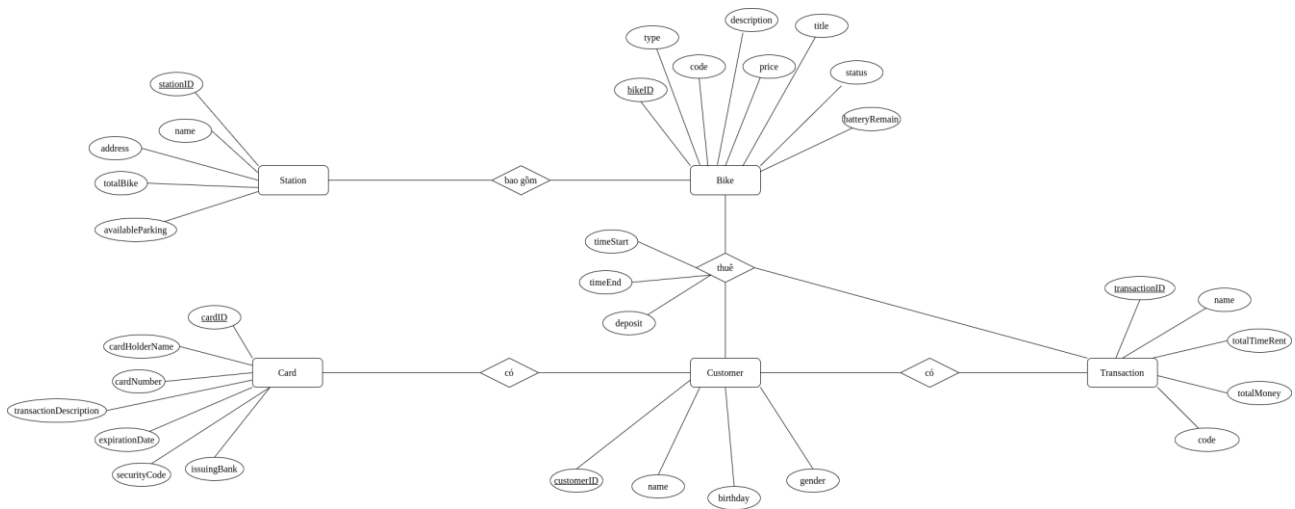 description
title
type
code
price
status
stationID
bikeID
batteryRemain
name
address
totalBike
availableParking
Station
bao gồm
Bike
timeStart
thuê
timeEnd
deposit
transactionID
name
totalTimeRent
totalMoney
code
cardID
cardHolderName
cardNumber
transactionDescription
expirationDate
securityCode
issuingBank
Card
có
Customer
có
Transaction
customerID
name
birthday
gender